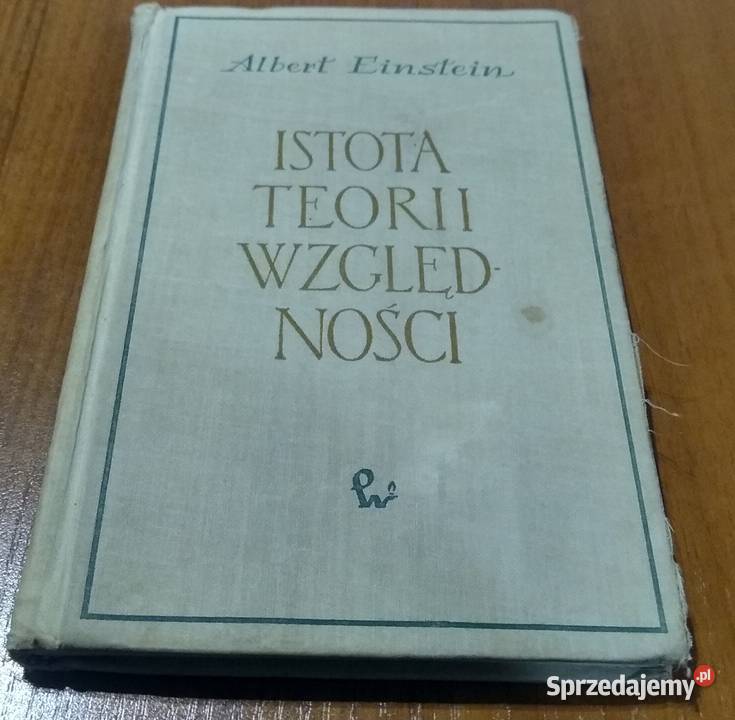 Albert Einstein
ISTOTA
TEORII
WZGLĘD-
NOŚCI
Sprzedajemy.pl